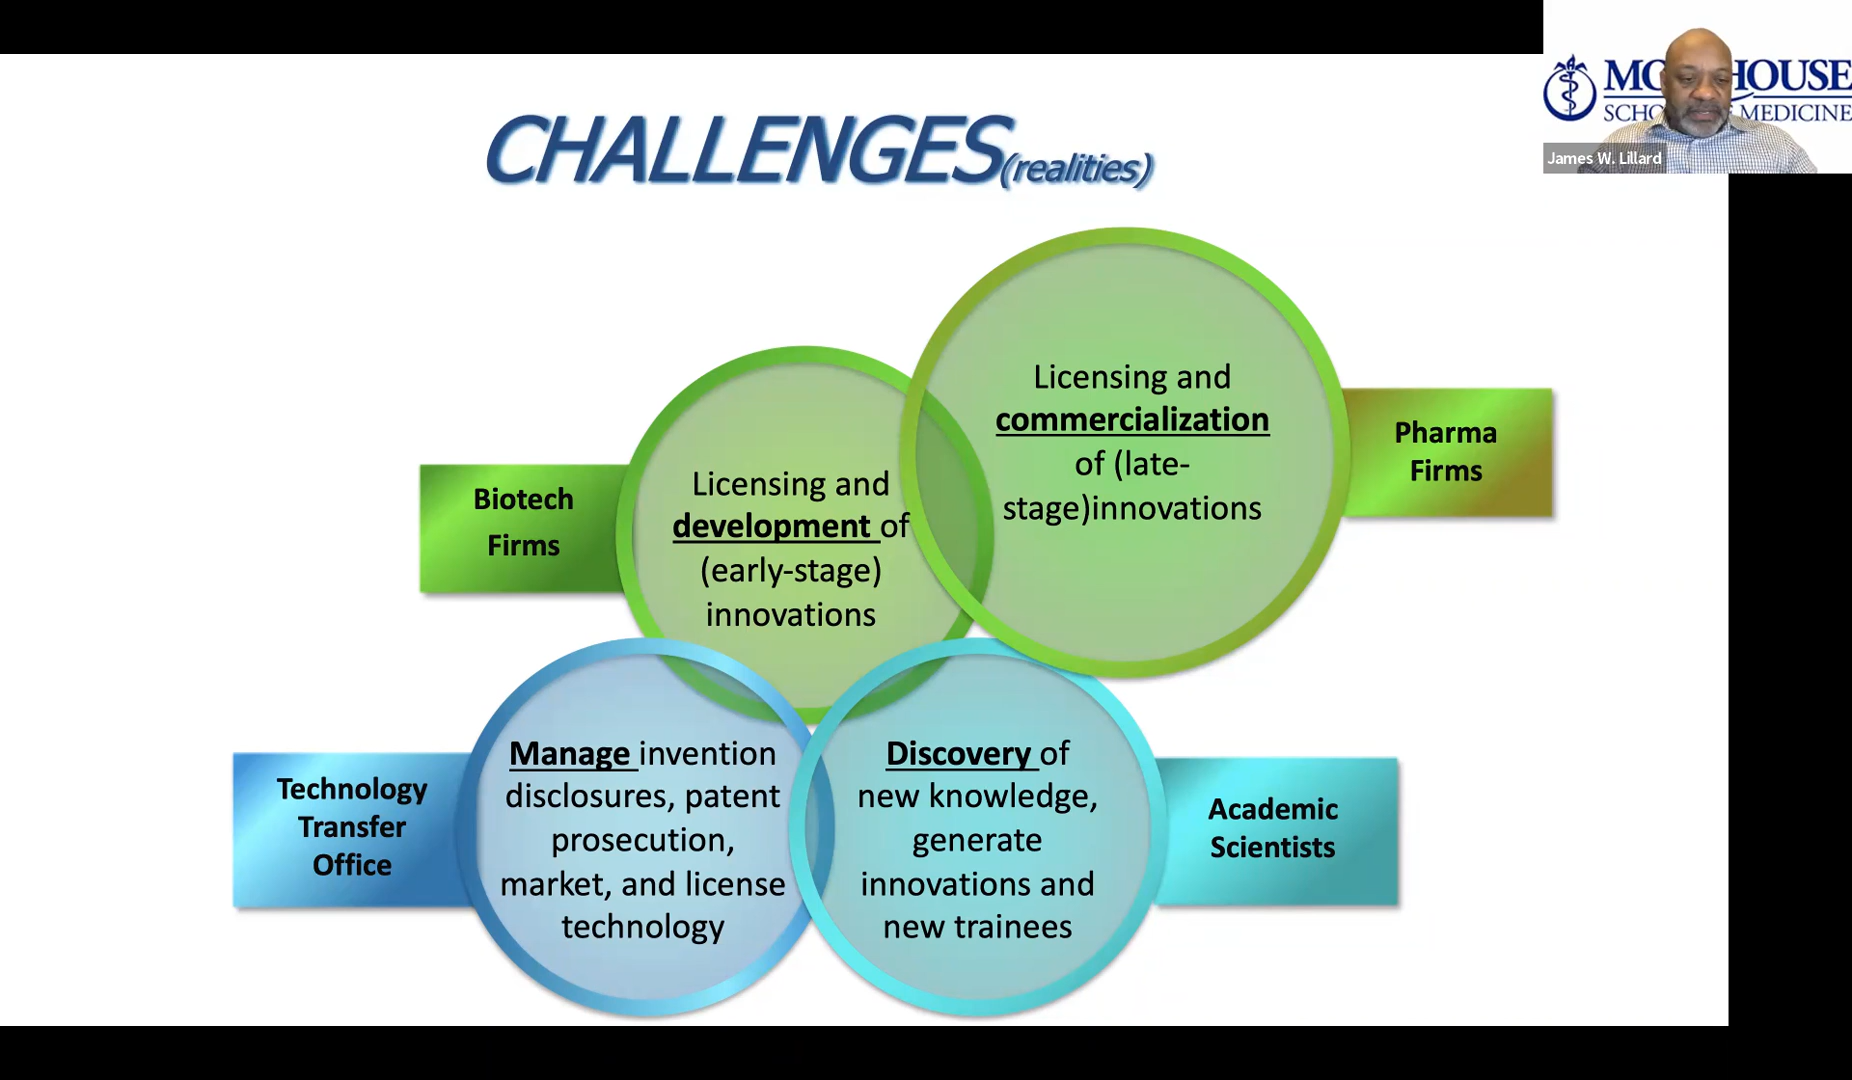 CHALLENGES(realities)
SCHO MEDICINE
James W. Lillard
Licensing and
commercialization
of (late-
stage)innovations
Pharma
Firms
Biotech
Firms
Licensing and
development of
(early-stage)
innovations
Technology
Transfer
Office
Manage invention
disclosures, patent
prosecution,
market, and license
technology
Discovery of
new knowledge,
generate
innovations and
new trainees
Academic
Scientists